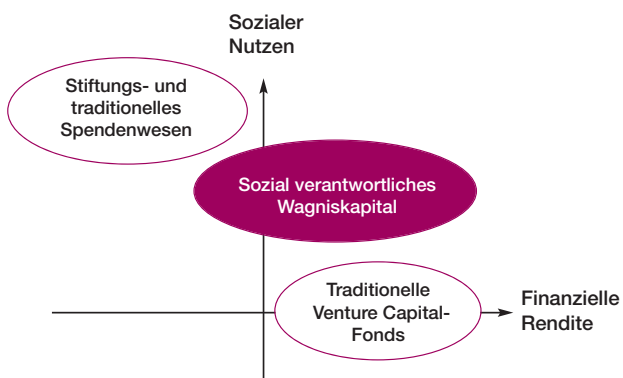 Sozialer
Nutzen
Stiftungs- und
traditionelles
Spendenwesen
Sozial verantwortliches
Wagniskapital
Traditionelle
Venture Capital-
Fonds
Finanzielle
Rendite